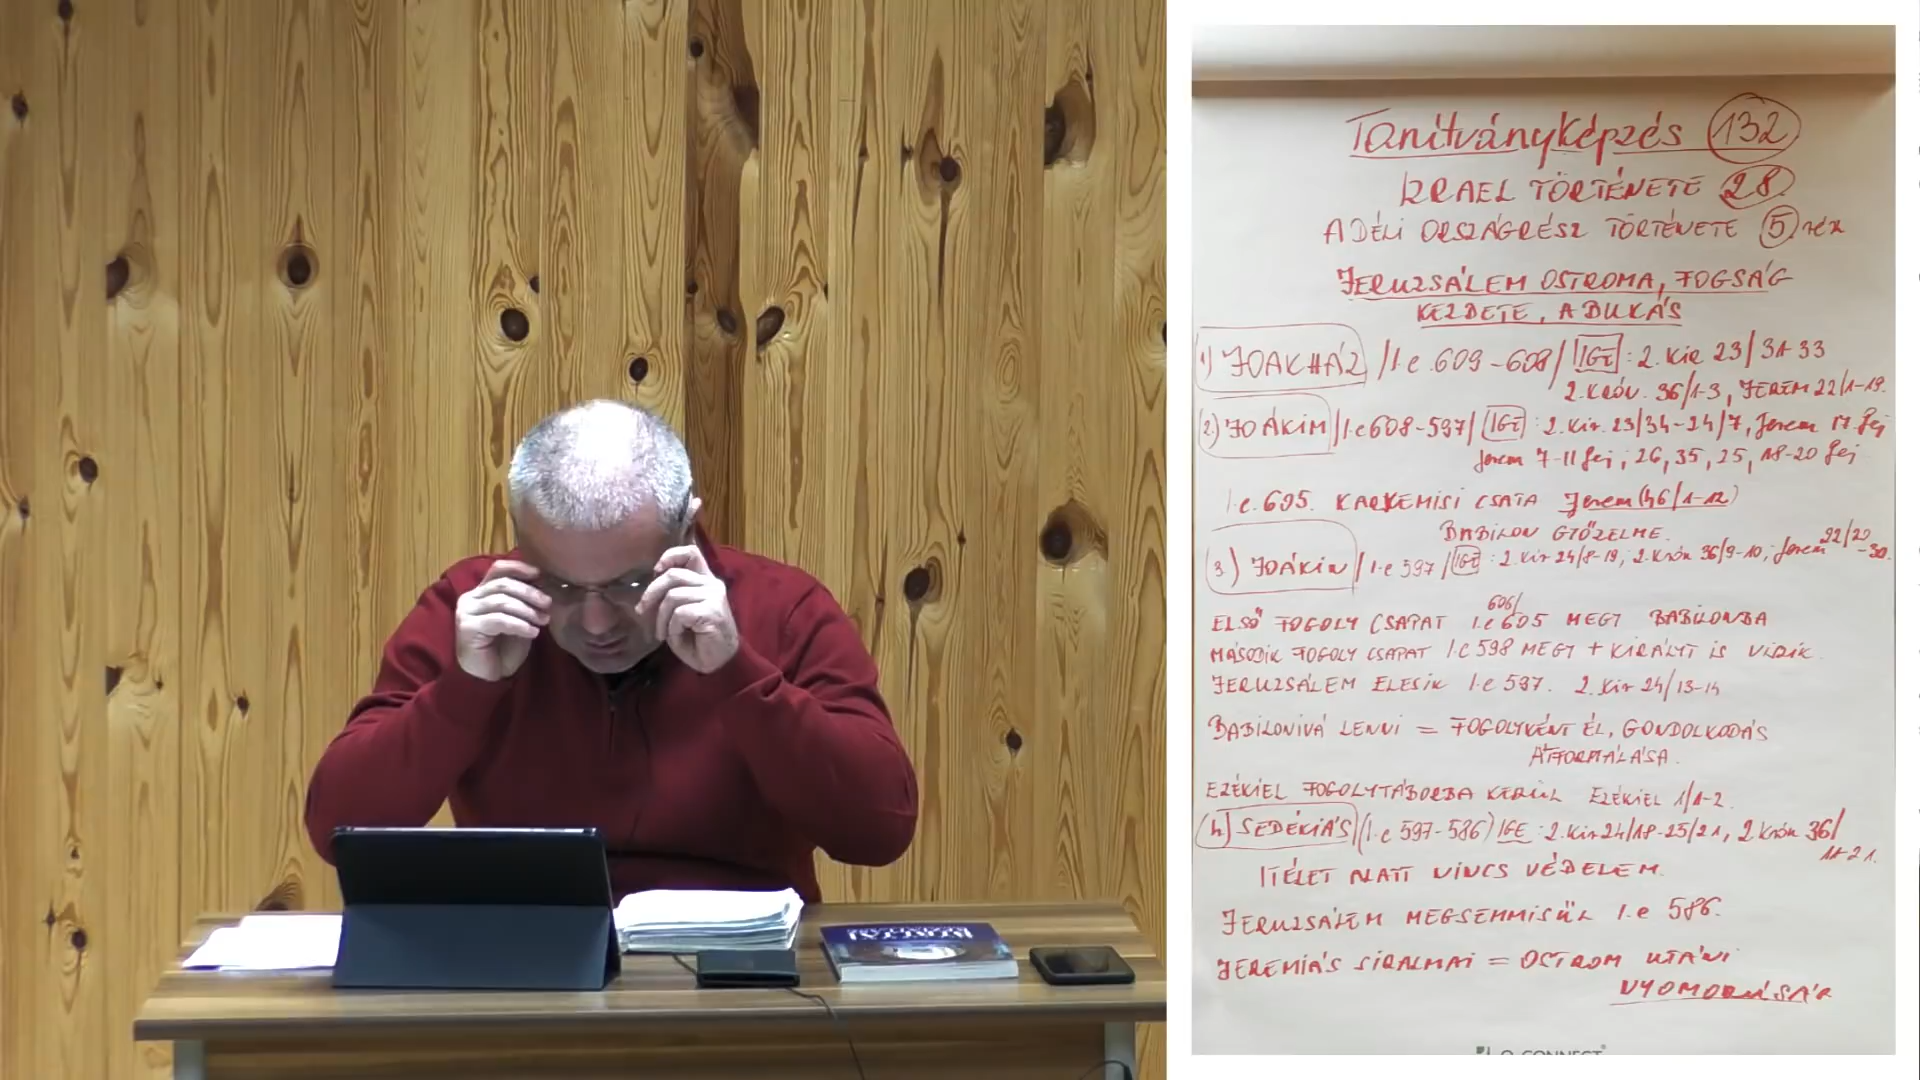 Tanítványképzés 132
IZRAEL TÖRTÉNETE 28
A DÉLI ORSZÁGRÉSZ TÖRTÉNETE 5 rész
JERUZSÁLEM OSTROMA, FOGSÁG
KEZDETE, A BUKÁS
1) JOAKHÁZ /I.e. 609-608/ IGE: 2. Kir 23/31-33
2. Krón. 36/1-3, JEREM 22/1-19.
2.) JOÁKIM /I.e 608-597/ IGE: 2. Kir. 23/34-24/7, Jerem 17. fej
Jerem 7-11 fej; 26, 35, 25, 18-20 fej
I.e. 605. KARKEMISI CSATA Jerem (46/1-12)
BABILON GYŐZELME.
3.) JOÁKIN /I.e 597/ IGE: 2. Kir 24/8-19, 2. Krón 36/9-10, Jerem 22/20-30.
606/
ELSŐ FOGOLY CSAPAT I.e 605 MEGY BABILONBA
MÁSODIK FOGOLY CSAPAT I.e 598 MEGY + KIRÁLYT IS VISZIK.
JERUZSÁLEM ELESIK I.e 597. 2. Kir 24/13-14
BABILONIVÁ LENNI = FOGOLYKÉNT ÉL, GONDOLKODÁS
ÁTFORMÁLÁSA.
EZÉKIEL FOGOLYTÁBORBA KERÜL EZÉKIEL 1/1-2.
4.) SEDÉKIÁS (I.e 597-586) IGE: 2. Kir 24/18-25/21, 2 Krón 36/
11-21.
ITÉLET ALATT NINCS VÉDELEM.
JERUZSÁLEM MEGSEMMISÜL I.e 586.
JEREMIÁS SIRALMAI = OSTROM UTÁNI